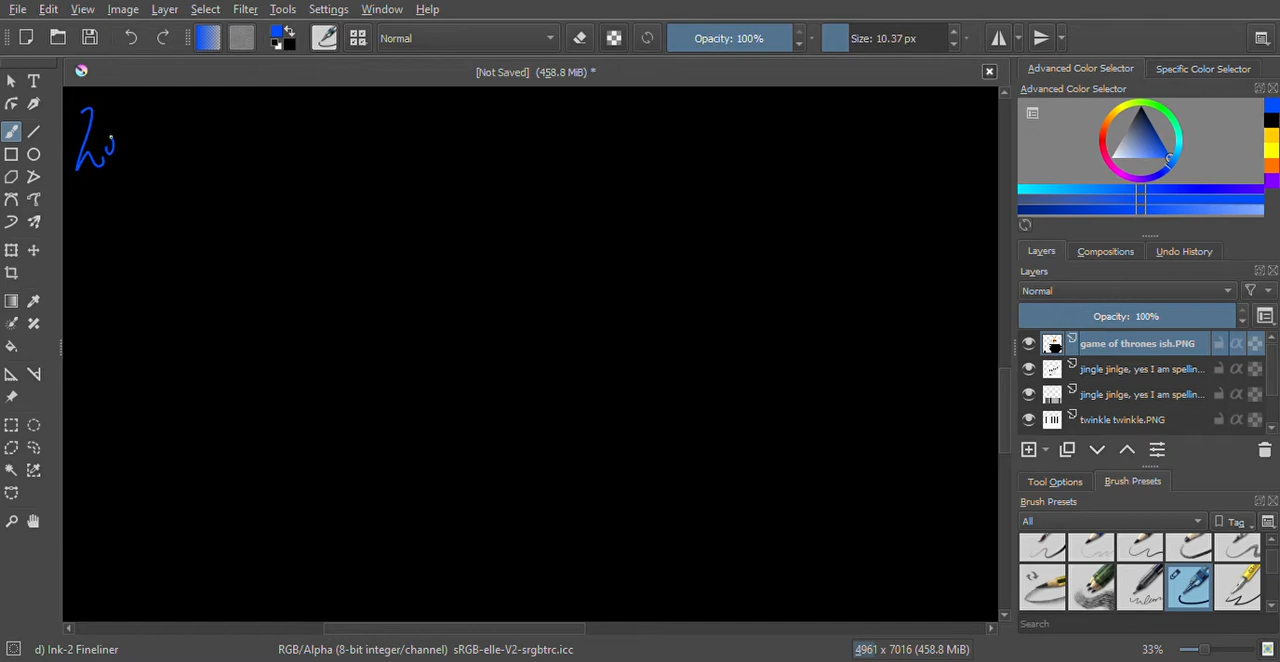 File Edit View Image Layer Select Filter Tools Settings Window Help
Normal Opacity: 100% Size: 10.37 px
[Not Saved] (458.8 MiB) *
Advanced Color Selector Specific Color Selector
Advanced Color Selector
Layers Compositions Undo History
Layers
Normal
Opacity: 100%
game of thrones ish.PNG
jingle jinlge, yes I am spellin...
jingle jinlge, yes I am spellin...
twinkle twinkle.PNG
Tool Options Brush Presets
Brush Presets
All Tag
Search
d) Ink-2 Fineliner RGB/Alpha (8-bit integer/channel) sRGB-elle-V2-srgbtrc.icc 4961 x 7016 (458.8 MiB) 33%